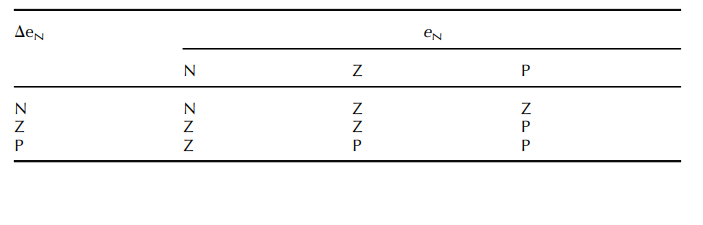 Δe_N e_N
N Z P
N N Z Z
Z Z Z P
P Z P P